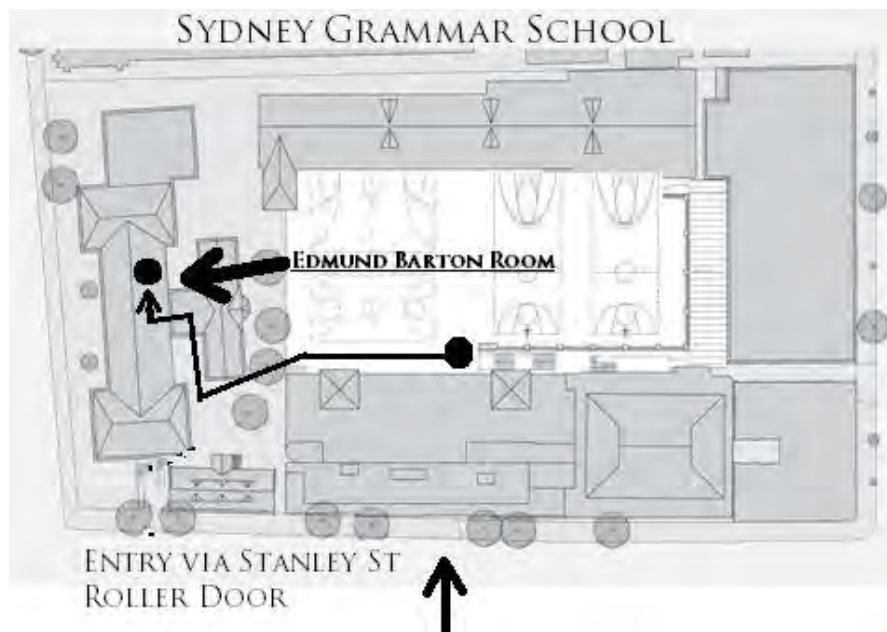 SYDNEY GRAMMAR SCHOOL
EDMUND BARTON ROOM
ENTRY VIA STANLEY ST
ROLLER DOOR